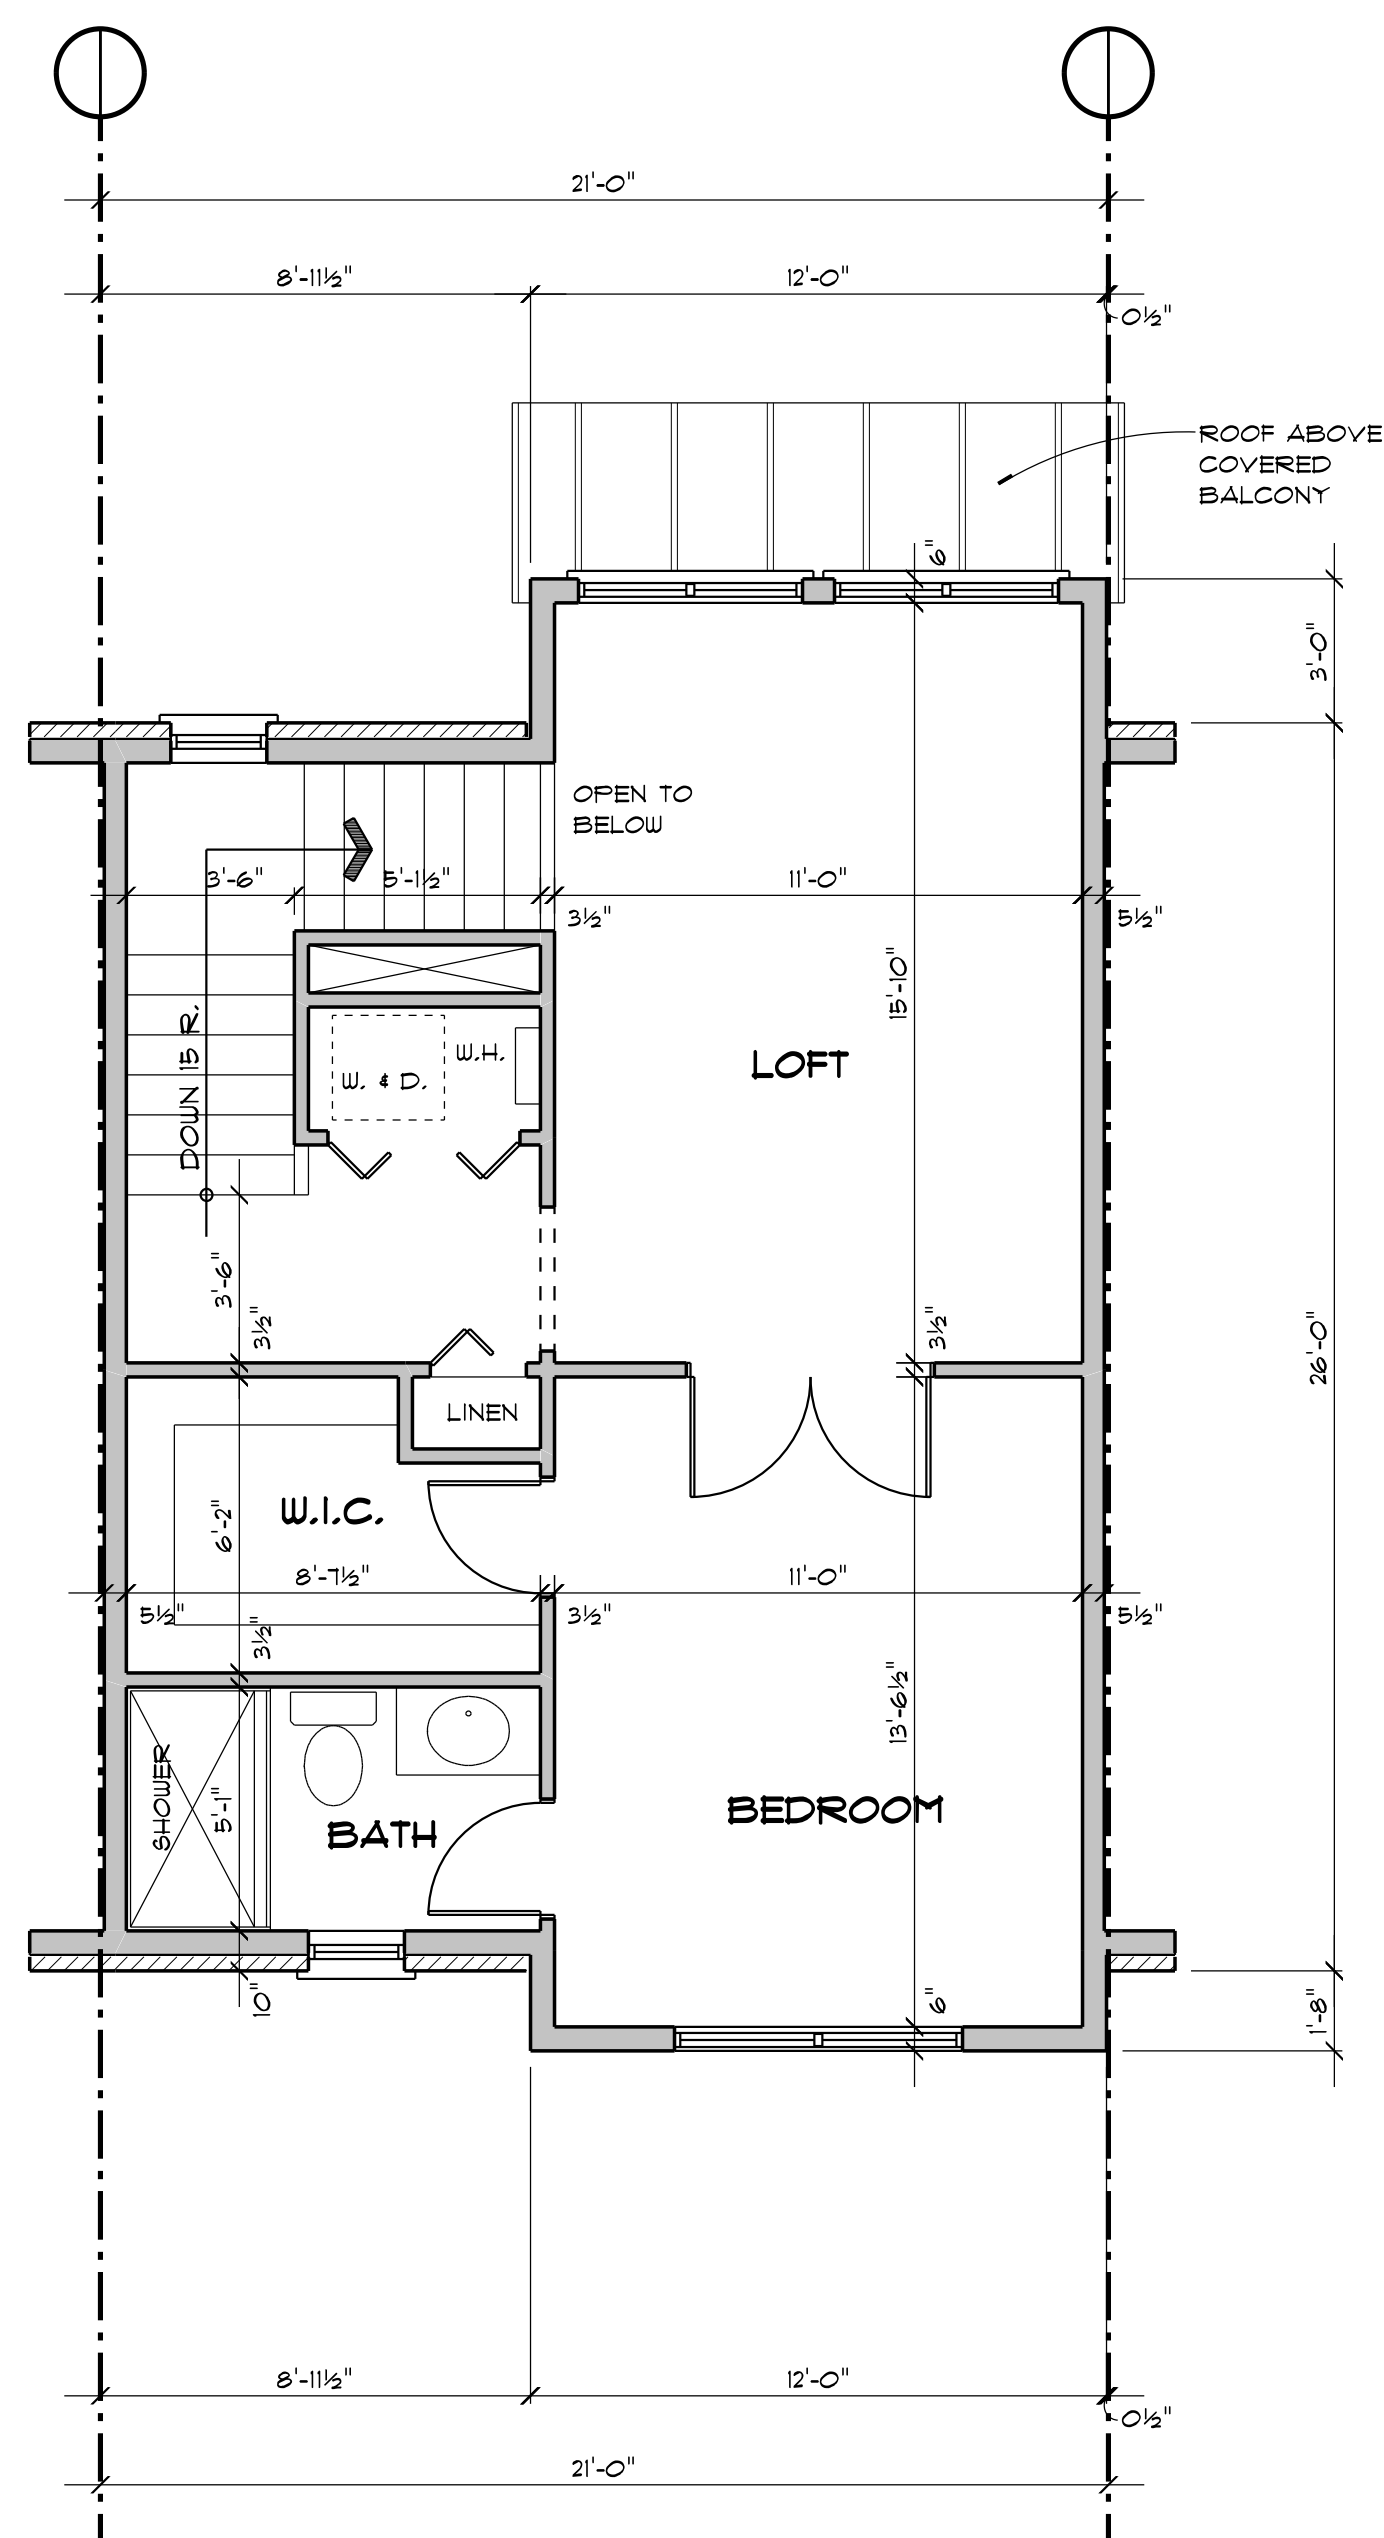 21'-0"
8'-11½"
12'-0"
0½"
ROOF ABOVE
COVERED
BALCONY
6"
3'-0"
OPEN TO
BELOW
3'-6"
5'-1½"
11'-0"
3½"
5½"
15'-10"
DOWN 15 R.
W.H.
W. & D.
LOFT
3'-6"
3½"
3½"
26'-0"
LINEN
W.I.C.
6'-2"
8'-7½"
11'-0"
5½"
3½"
3½"
5½"
13'-6½"
SHOWER
5'-1"
BATH
BEDROOM
10"
6"
1'-8"
8'-11½"
12'-0"
0½"
21'-0"